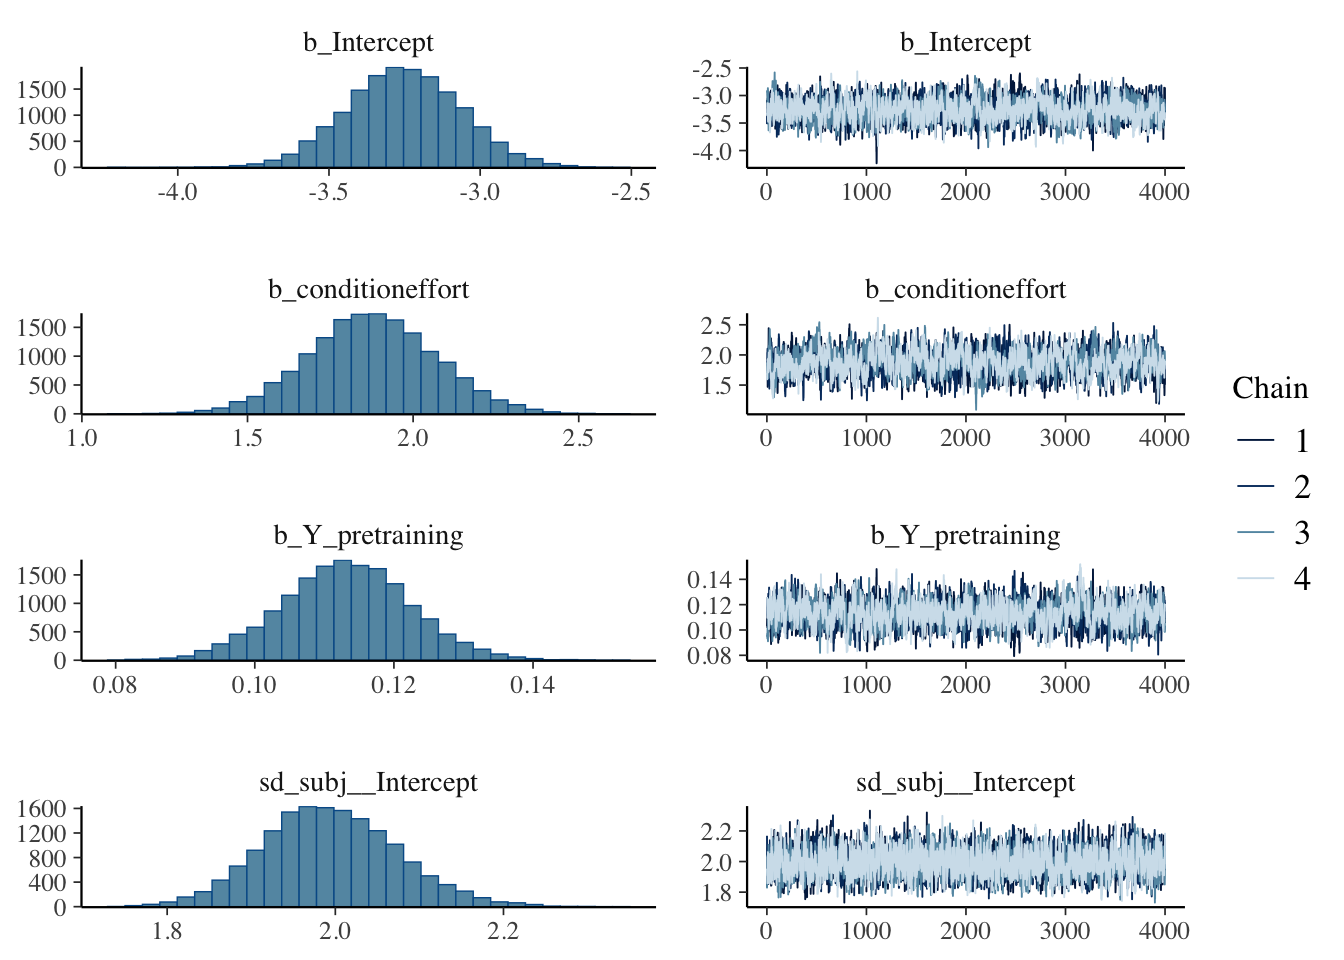 b_Intercept
1500
1000
500
0
-4.0 -3.5 -3.0 -2.5
b_Intercept
-2.5
-3.0
-3.5
-4.0
0 1000 2000 3000 4000
b_conditioneffort
1500
1000
500
0
1.0 1.5 2.0 2.5
b_conditioneffort
2.5
2.0
1.5
0 1000 2000 3000 4000
b_Y_pretraining
1500
1000
500
0
0.08 0.10 0.12 0.14
b_Y_pretraining
0.14
0.12
0.10
0.08
0 1000 2000 3000 4000
sd_subj__Intercept
1600
1200
800
400
0
1.8 2.0 2.2
sd_subj__Intercept
2.2
2.0
1.8
0 1000 2000 3000 4000
Chain
1
2
3
4